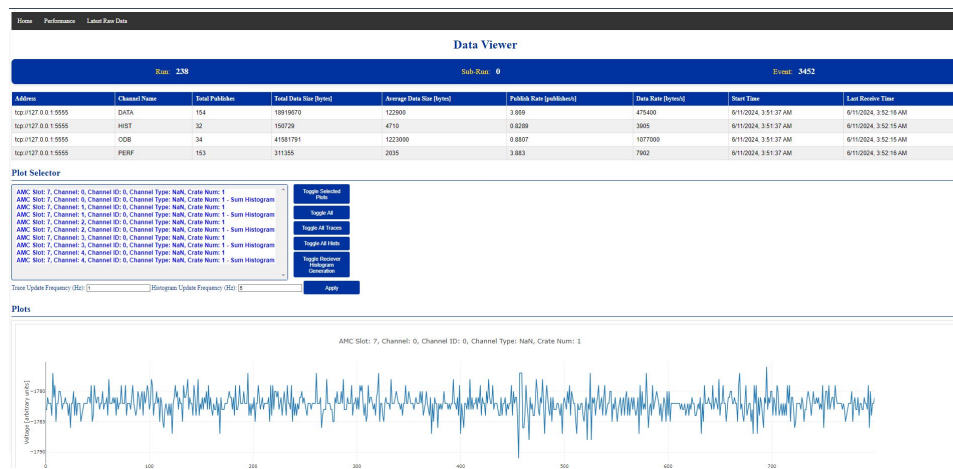 Home Performance Latest Raw Data
Data Viewer
Run: 238 Sub-Run: 0 Event: 3452
Address Channel Name Total Publishes Total Data Size [bytes] Average Data Size [bytes] Publish Rate [publishes/s] Data Rate [bytes/s] Start Time Last Receive Time
tcp://127.0.0.1:5555 DATA 154 18919670 122900 3.869 475400 6/11/2024, 3:51:37 AM 6/11/2024, 3:52:16 AM
tcp://127.0.0.1:5555 HIST 32 150729 4710 0.8289 3905 6/11/2024, 3:51:37 AM 6/11/2024, 3:52:15 AM
tcp://127.0.0.1:5555 ODB 34 41581791 1223000 0.8807 1077000 6/11/2024, 3:51:37 AM 6/11/2024, 3:52:15 AM
tcp://127.0.0.1:5555 PERF 153 311355 2035 3.883 7902 6/11/2024, 3:51:37 AM 6/11/2024, 3:52:16 AM
Plot Selector
AMC Slot: 7, Channel: 0, Channel ID: 0, Channel Type: NaN, Crate Num: 1
AMC Slot: 7, Channel: 0, Channel ID: 0, Channel Type: NaN, Crate Num: 1 - Sum Histogram
AMC Slot: 7, Channel: 1, Channel ID: 0, Channel Type: NaN, Crate Num: 1
AMC Slot: 7, Channel: 1, Channel ID: 0, Channel Type: NaN, Crate Num: 1 - Sum Histogram
AMC Slot: 7, Channel: 2, Channel ID: 0, Channel Type: NaN, Crate Num: 1
AMC Slot: 7, Channel: 2, Channel ID: 0, Channel Type: NaN, Crate Num: 1 - Sum Histogram
AMC Slot: 7, Channel: 3, Channel ID: 0, Channel Type: NaN, Crate Num: 1
AMC Slot: 7, Channel: 3, Channel ID: 0, Channel Type: NaN, Crate Num: 1 - Sum Histogram
AMC Slot: 7, Channel: 4, Channel ID: 0, Channel Type: NaN, Crate Num: 1
AMC Slot: 7, Channel: 4, Channel ID: 0, Channel Type: NaN, Crate Num: 1 - Sum Histogram
Toggle Selected
Plots
Toggle All
Toggle All Traces
Toggle All Hists
Toggle Reciever
Histogram
Generation
Trace Update Frequency (Hz): 1 Histogram Update Frequency (Hz): 5 Apply
Plots
AMC Slot: 7, Channel: 0, Channel ID: 0, Channel Type: NaN, Crate Num: 1
Voltage [arbitrary units]
−1780
−1785
−1790
0 100 200 300 400 500 600 700